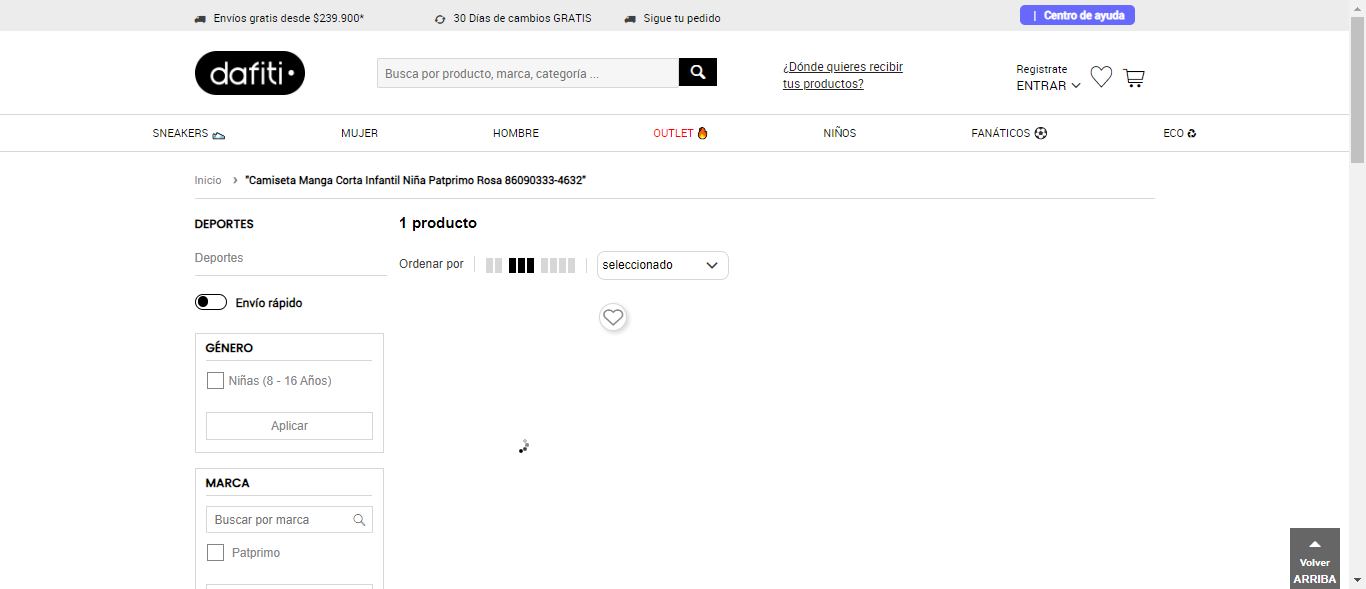 Envíos gratis desde $239.900*
30 Días de cambios GRATIS
Sigue tu pedido
| Centro de ayuda
dafiti
Busca por producto, marca, categoría ...
¿Dónde quieres recibir
tus productos?
Registrate
ENTRAR
SNEAKERS
MUJER
HOMBRE
OUTLET
NIÑOS
FANÁTICOS
ECO
Inicio › "Camiseta Manga Corta Infantil Niña Patprimo Rosa 86090333-4632"
DEPORTES
Deportes
Envío rápido
GÉNERO
Niñas (8 - 16 Años)
Aplicar
MARCA
Buscar por marca
Patprimo
1 producto
Ordenar por
seleccionado
Volver
ARRIBA